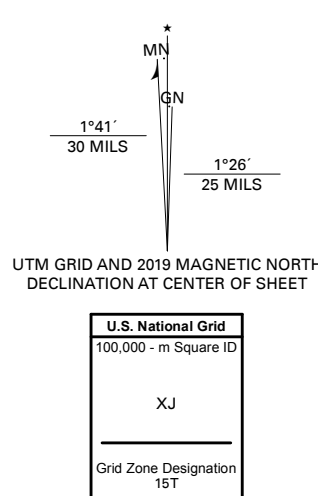 MN
GN
1°41´
30 MILS
1°26´
25 MILS
UTM GRID AND 2019 MAGNETIC NORTH
DECLINATION AT CENTER OF SHEET
U.S. National Grid
100,000 - m Square ID
XJ
Grid Zone Designation
15T